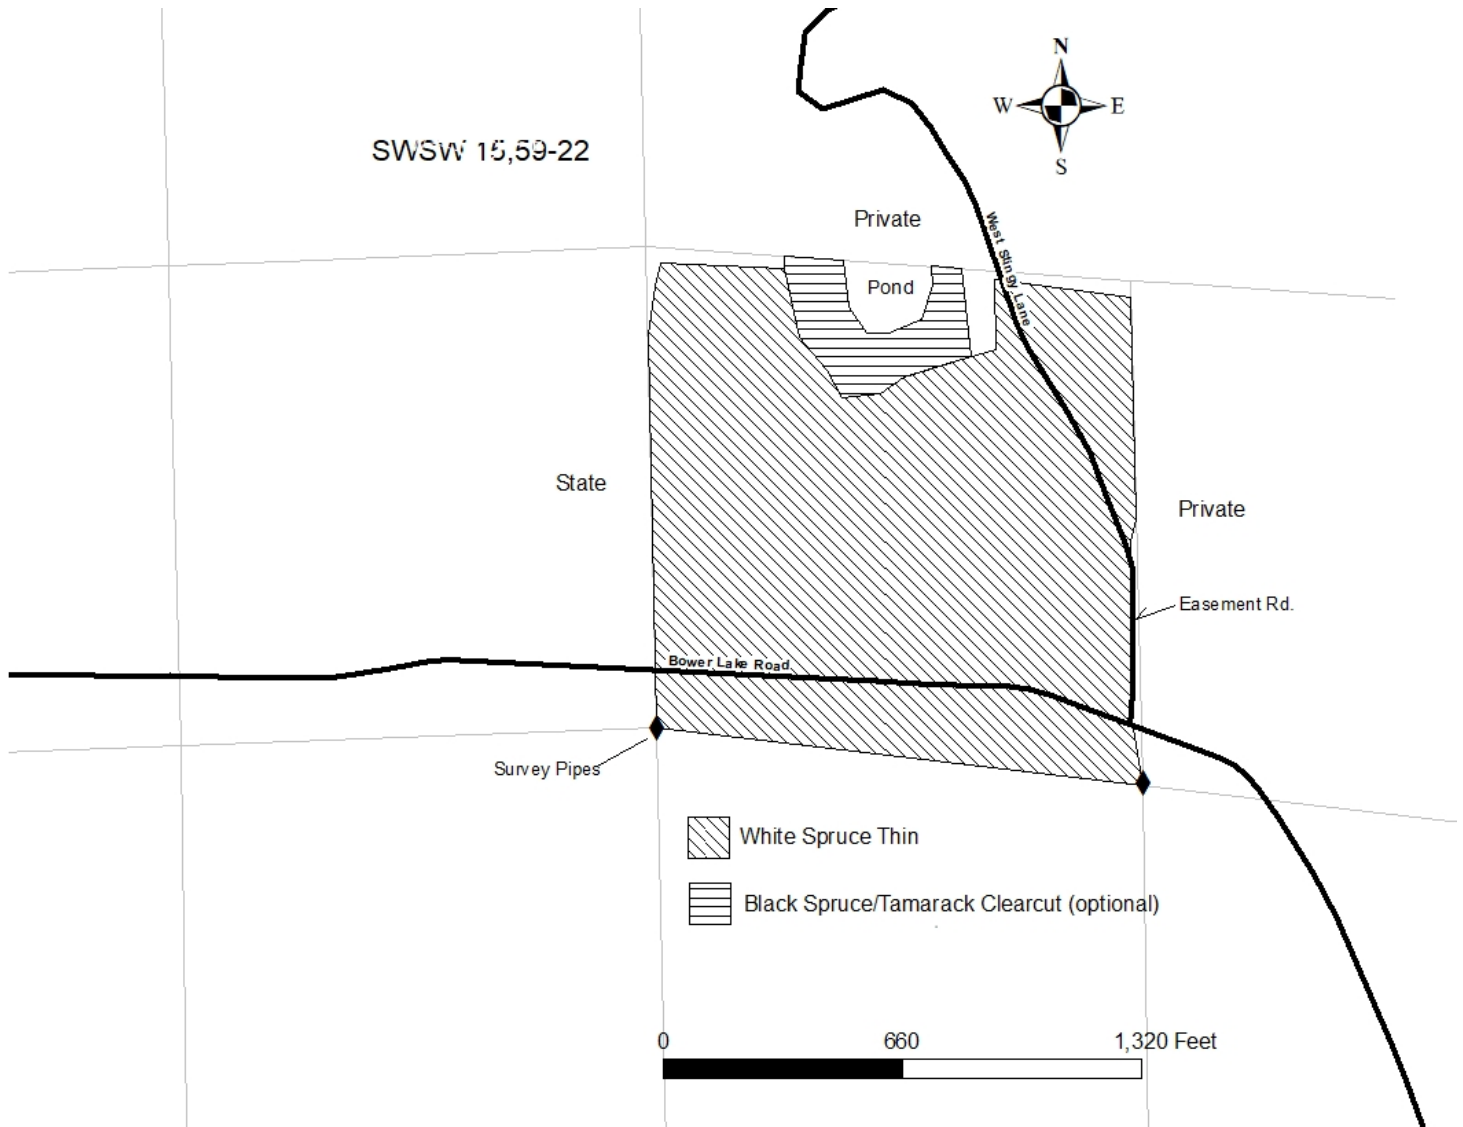 N
W E
S
SWSW 15,59-22
Private
West Stingy Lane
Pond
State
Private
Easement Rd.
Bower Lake Road
Survey Pipes
White Spruce Thin
Black Spruce/Tamarack Clearcut (optional)
0 660 1,320 Feet